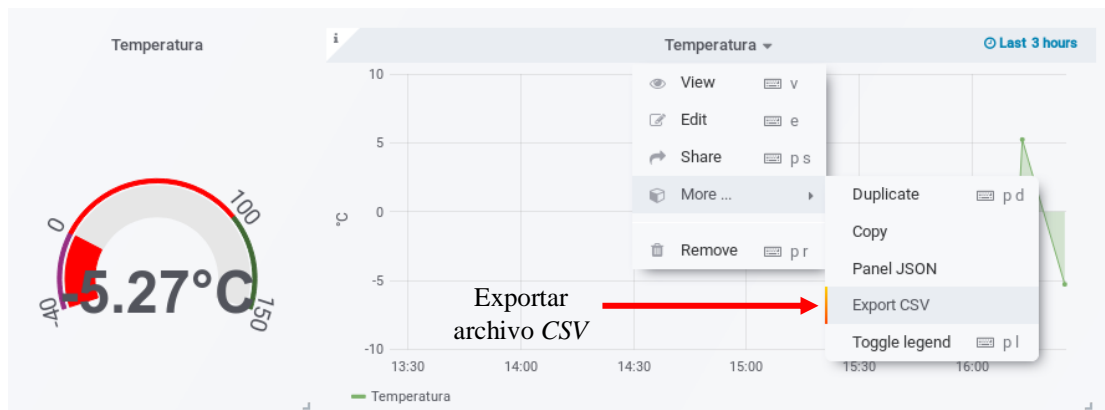 Temperatura
0
100
-40
150
-5.27°C
i
Temperatura
Last 3 hours
10
5
0
-5
-10
°C
13:30
14:00
14:30
15:00
15:30
16:00
Temperatura
View v
Edit e
Share p s
More ...
Remove p r
Duplicate p d
Copy
Panel JSON
Export CSV
Toggle legend p l
Exportar
archivo CSV